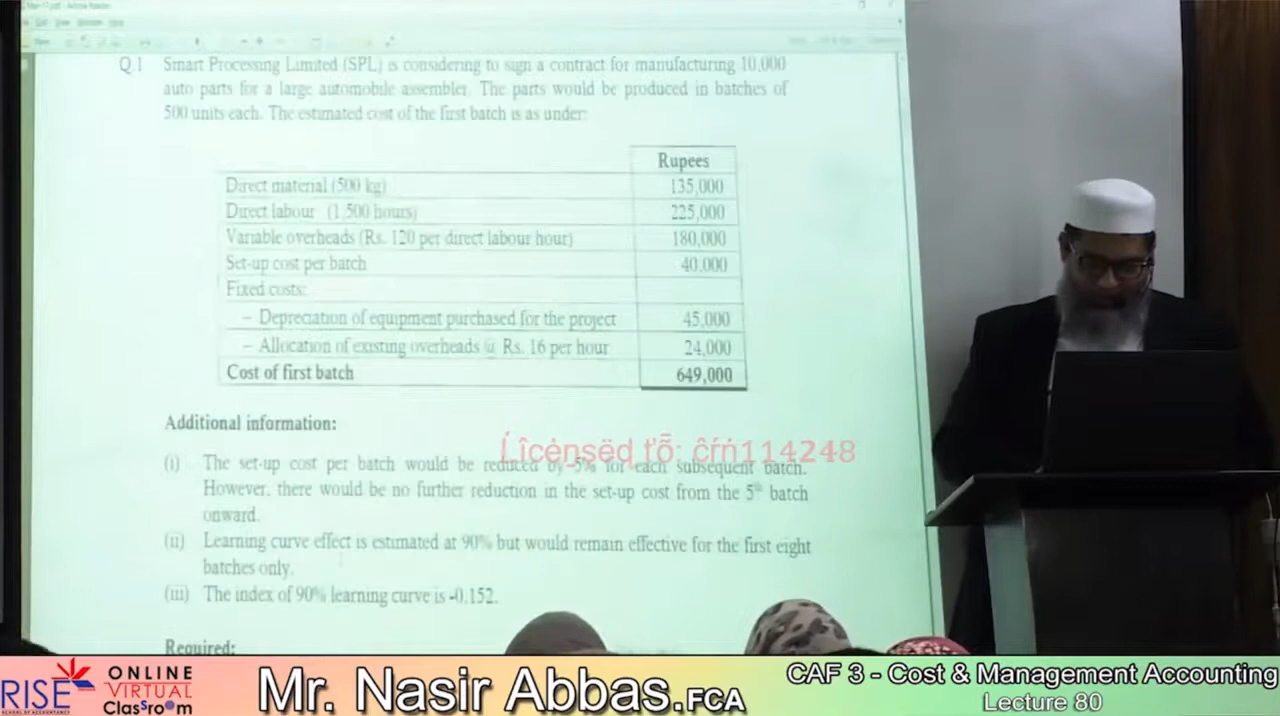 Q.1 Smart Processing Limited (SPL) is considering to sign a contract for manufacturing 10,000
auto parts for a large automobile assembler. The parts would be produced in batches of
500 units each. The estimated cost of the first batch is as under:
Rupees
Direct material (500 kg) 135,000
Direct labour (1,500 hours) 225,000
Variable overheads (Rs. 120 per direct labour hour) 180,000
Set-up cost per batch 40,000
Fixed costs:
– Depreciation of equipment purchased for the project 45,000
– Allocation of existing overheads @ Rs. 16 per hour 24,000
Cost of first batch 649,000
Additional information:
Ĺîčėņsëd ťȭ: ĉŕṅ114248
(i) The set-up cost per batch would be reduced by 5% for each subsequent batch.
However, there would be no further reduction in the set-up cost from the 5th batch
onward.
(ii) Learning curve effect is estimated at 90% but would remain effective for the first eight
batches only.
(iii) The index of 90% learning curve is -0.152.
Required:
RISE
SCHOOL OF ACCOUNTANCY
ONLINE
VIRTUAL
Classroom
Mr. Nasir Abbas.FCA
CAF 3 - Cost & Management Accounting
Lecture 80